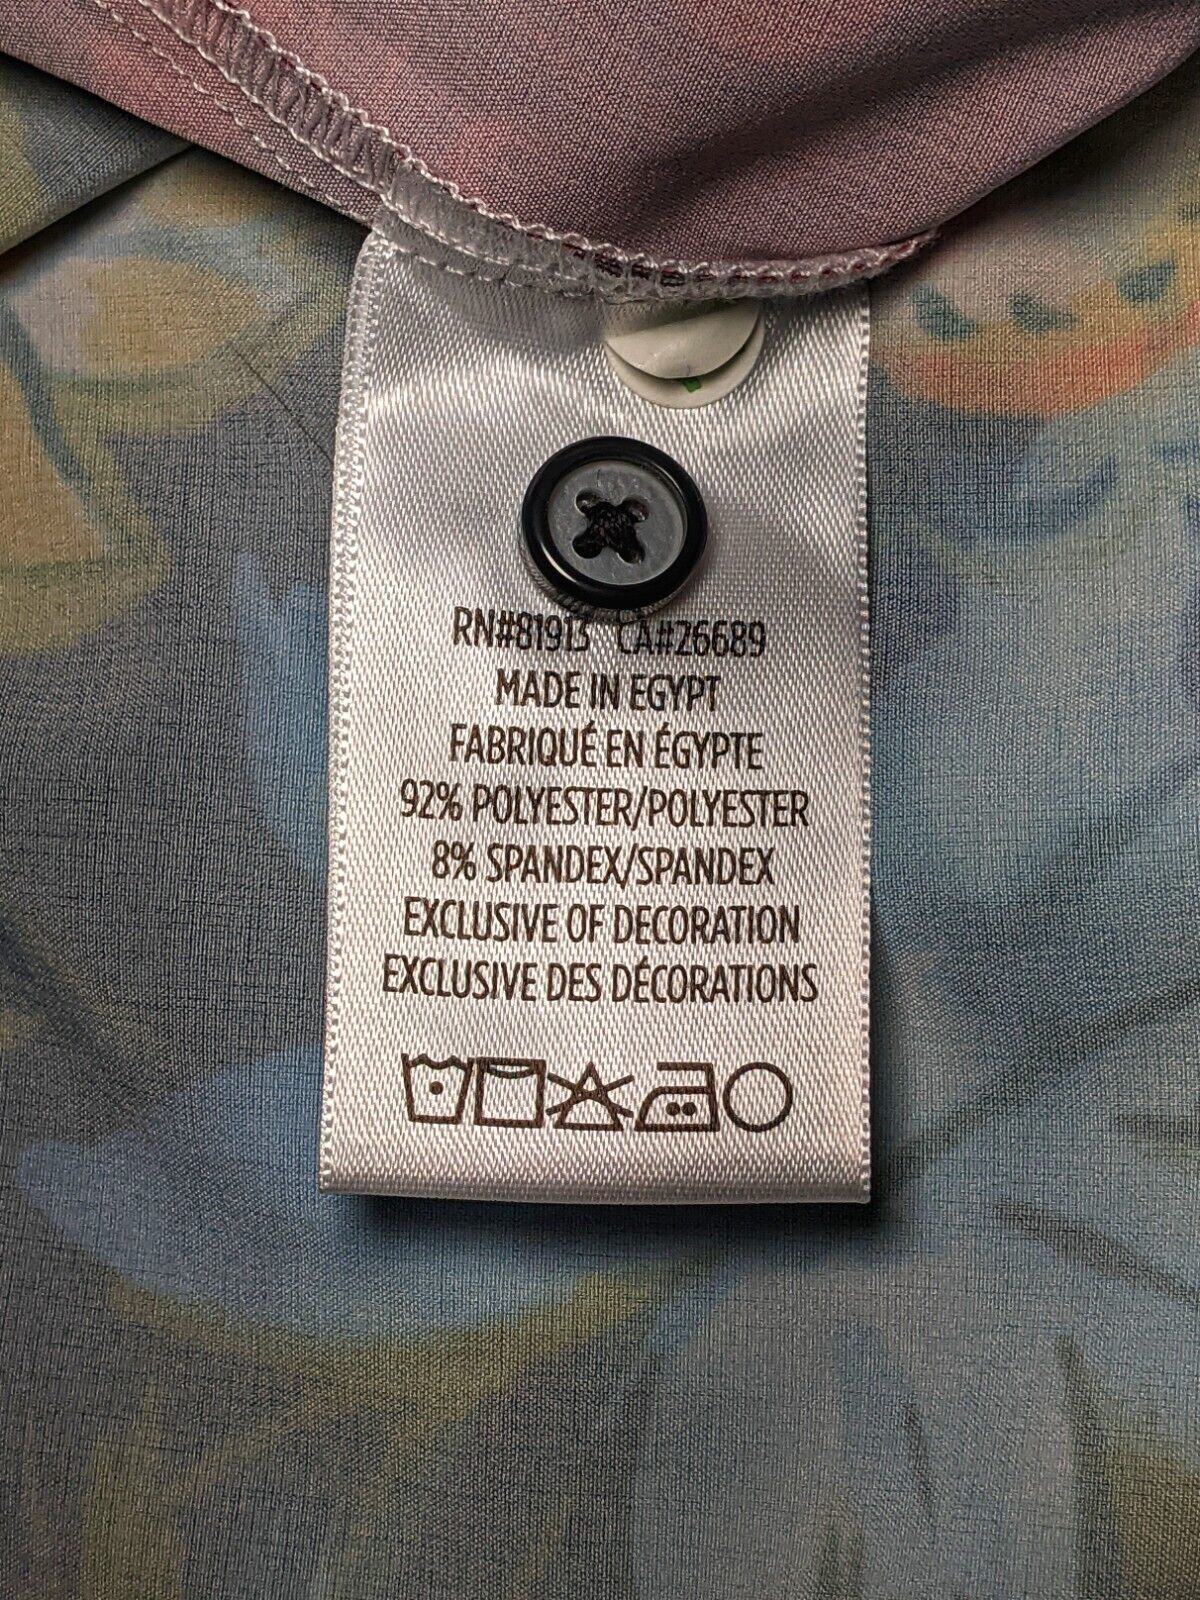 RN#81913 CA#26689
MADE IN EGYPT
FABRIQUÉ EN ÉGYPTE
92% POLYESTER/POLYESTER
8% SPANDEX/SPANDEX
EXCLUSIVE OF DECORATION
EXCLUSIVE DES DÉCORATIONS